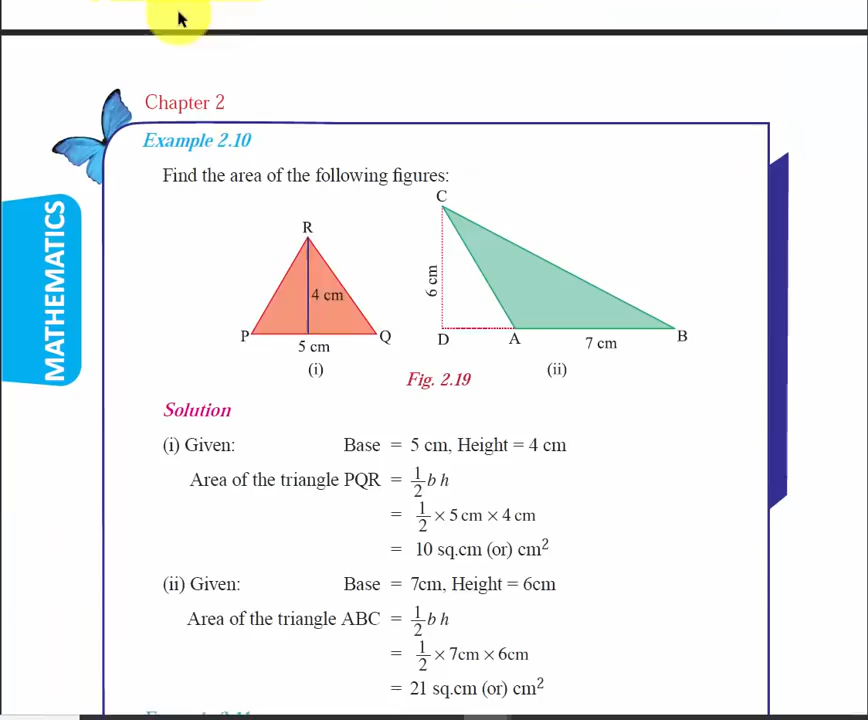 Chapter 2
Example 2.10
Find the area of the following figures:
MATHEMATICS
R
4 cm
P
Q
5 cm
(i)
C
6 cm
D
A
7 cm
B
(ii)
Fig. 2.19
Solution
(i) Given: Base = 5 cm, Height = 4 cm
Area of the triangle PQR = 1/2 b h
= 1/2 × 5 cm × 4 cm
= 10 sq.cm (or) cm²
(ii) Given: Base = 7cm, Height = 6cm
Area of the triangle ABC = 1/2 b h
= 1/2 × 7cm × 6cm
= 21 sq.cm (or) cm²